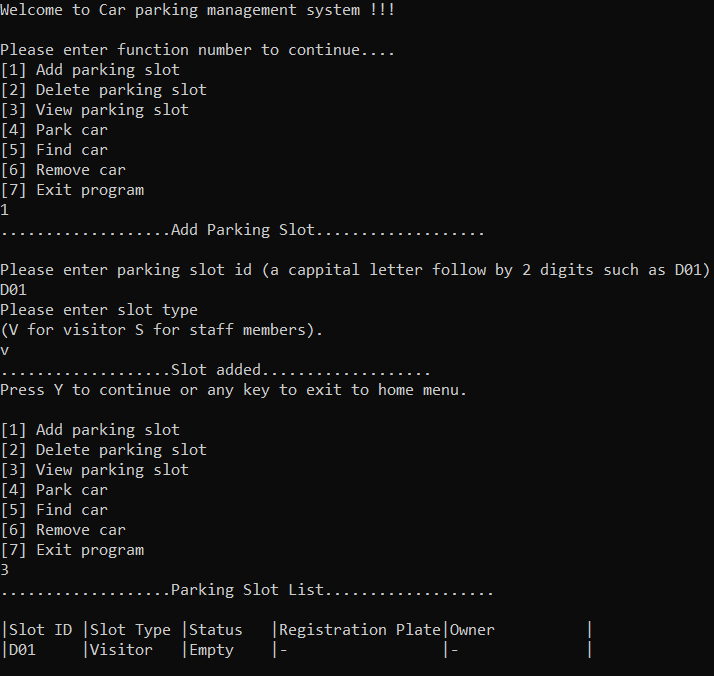 Welcome to Car parking management system !!!
Please enter function number to continue....
[1] Add parking slot
[2] Delete parking slot
[3] View parking slot
[4] Park car
[5] Find car
[6] Remove car
[7] Exit program
1
...................Add Parking Slot...................
Please enter parking slot id (a cappital letter follow by 2 digits such as D01)
D01
Please enter slot type
(V for visitor S for staff members).
v
...................Slot added...................
Press Y to continue or any key to exit to home menu.
[1] Add parking slot
[2] Delete parking slot
[3] View parking slot
[4] Park car
[5] Find car
[6] Remove car
[7] Exit program
3
...................Parking Slot List...................
|Slot ID |Slot Type |Status   |Registration Plate|Owner          |
|D01     |Visitor   |Empty    |-                 |-              |